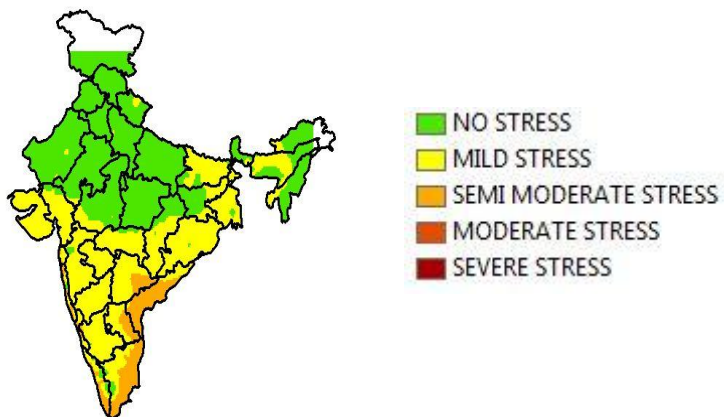 NO STRESS
MILD STRESS
SEMI MODERATE STRESS
MODERATE STRESS
SEVERE STRESS